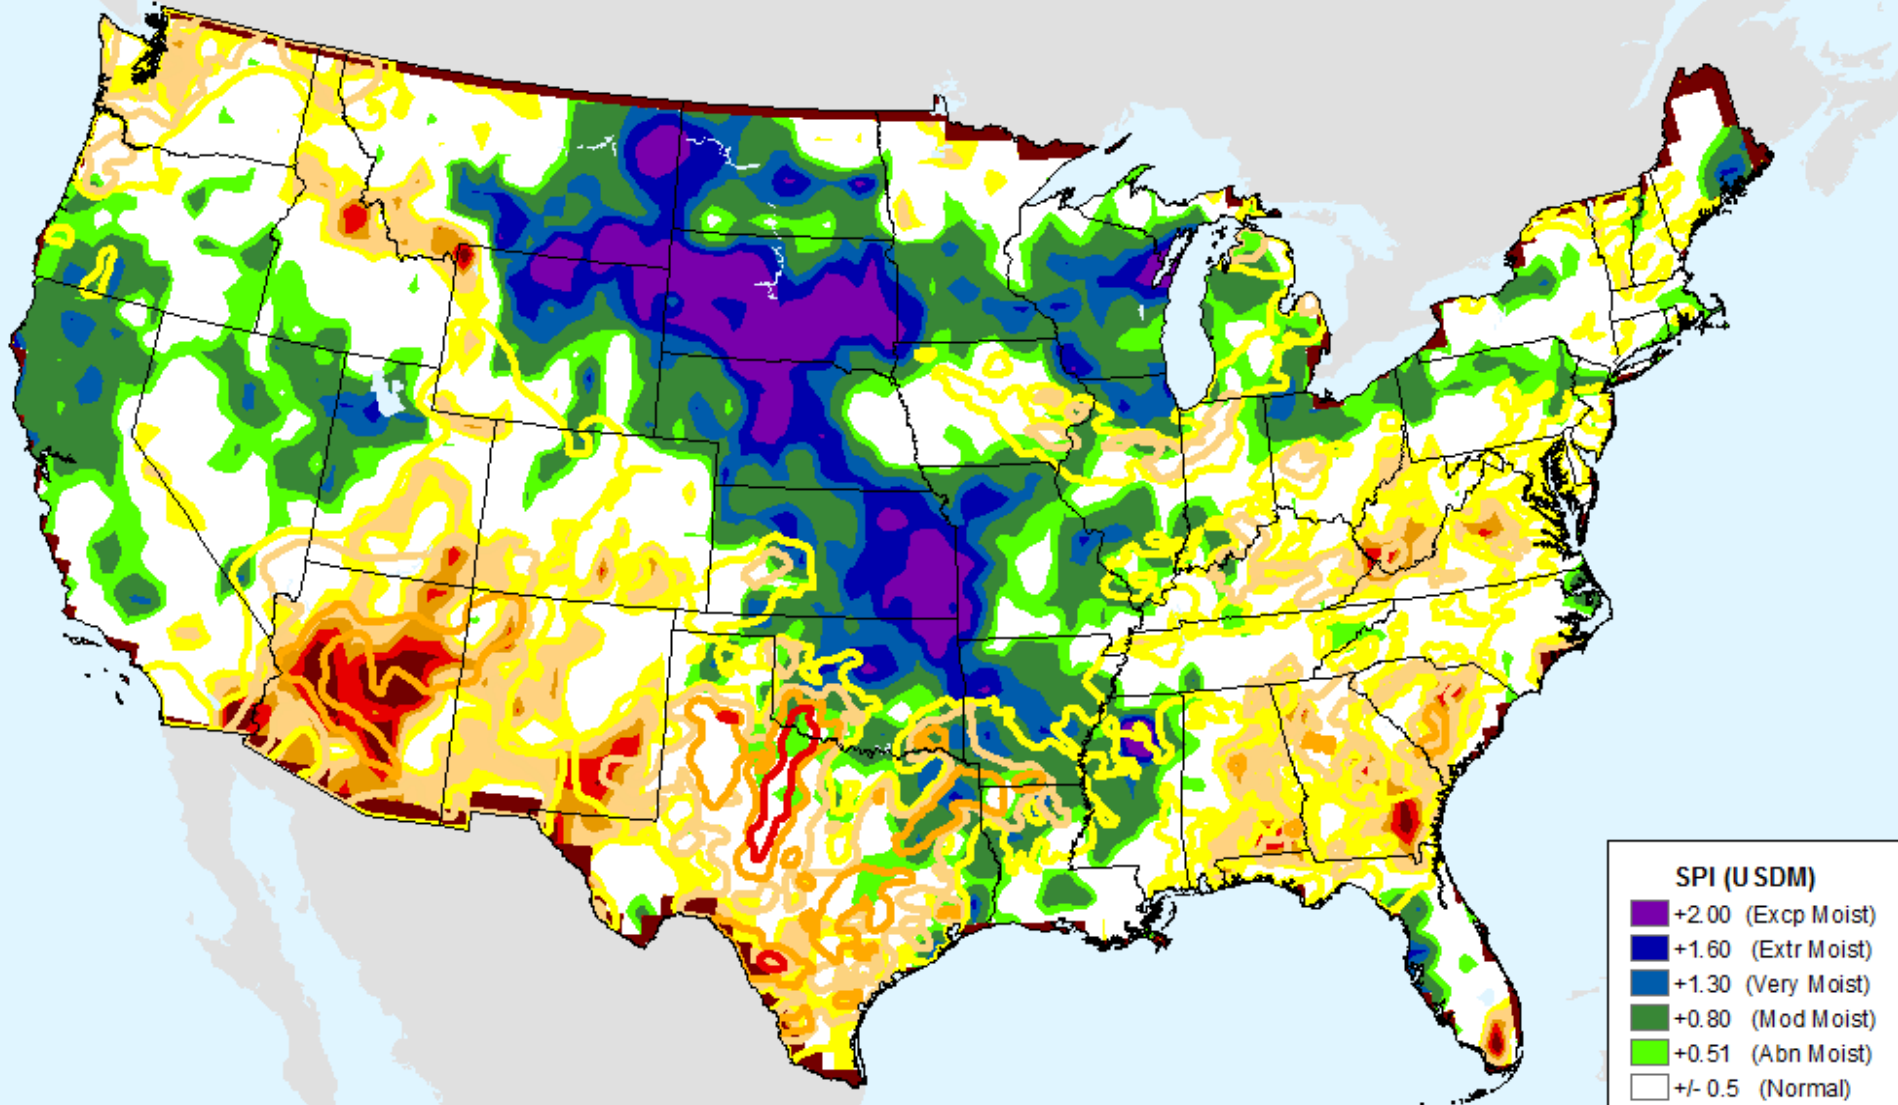 SPI (USDM)
+2.00 (Excp Moist)
+1.60 (Extr Moist)
+1.30 (Very Moist)
+0.80 (Mod Moist)
+0.51 (Abn Moist)
+/- 0.5 (Normal)